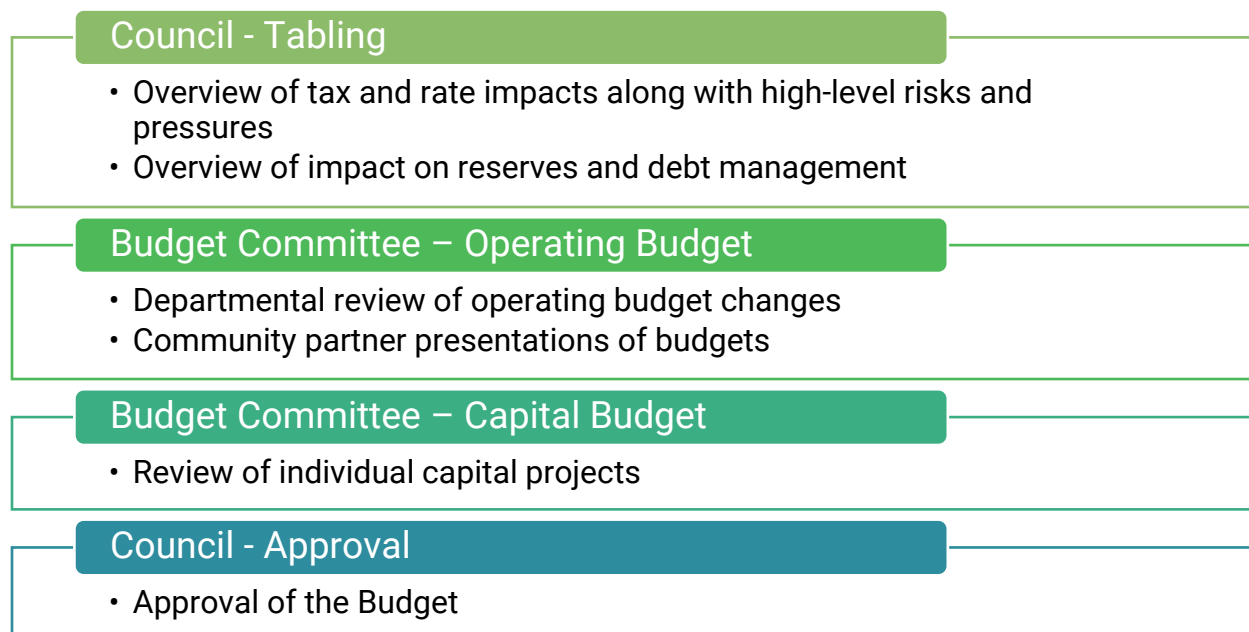 Council - Tabling
• Overview of tax and rate impacts along with high-level risks and
pressures
• Overview of impact on reserves and debt management
Budget Committee – Operating Budget
• Departmental review of operating budget changes
• Community partner presentations of budgets
Budget Committee – Capital Budget
• Review of individual capital projects
Council - Approval
• Approval of the Budget